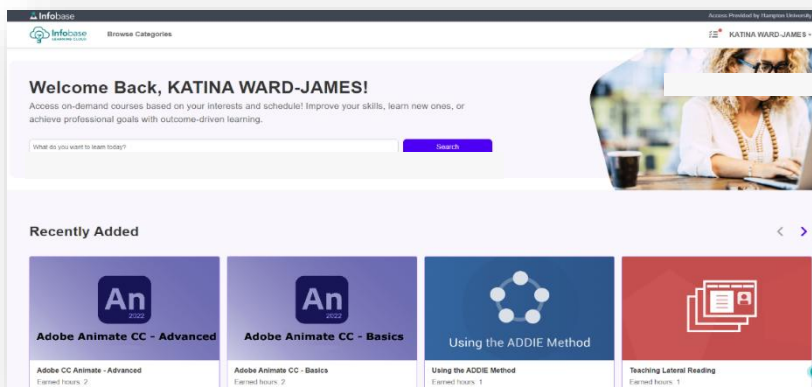 Infobase
Access Provided by Hampton University
Infobase
LEARNING CLOUD
Browse Categories
KATINA WARD-JAMES
Welcome Back, KATINA WARD-JAMES!
Access on-demand courses based on your interests and schedule! Improve your skills, learn new ones, or
achieve professional goals with outcome-driven learning.
What do you want to learn today?
Search
Recently Added
An
2022
Adobe Animate CC - Advanced
An
2022
Adobe Animate CC - Basics
Using the ADDIE Method
Adobe CC Animate - Advanced
Earned hours: 2
Adobe Animate CC - Basics
Earned hours: 2
Using the ADDIE Method
Earned hours: 1
Teaching Lateral Reading
Earned hours: 1